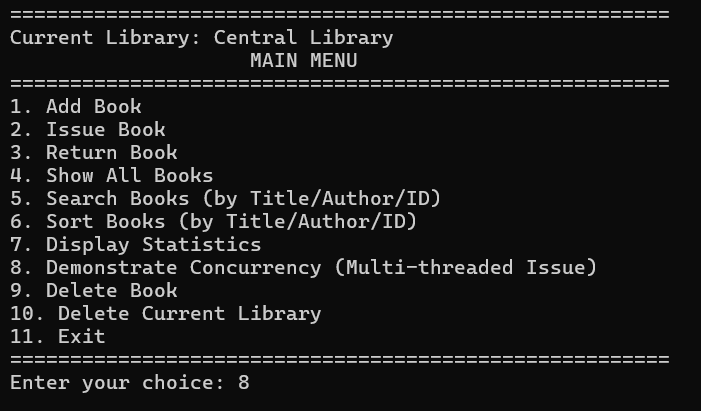 =======================================================
Current Library: Central Library
MAIN MENU
=======================================================
1. Add Book
2. Issue Book
3. Return Book
4. Show All Books
5. Search Books (by Title/Author/ID)
6. Sort Books (by Title/Author/ID)
7. Display Statistics
8. Demonstrate Concurrency (Multi-threaded Issue)
9. Delete Book
10. Delete Current Library
11. Exit
=======================================================
Enter your choice: 8